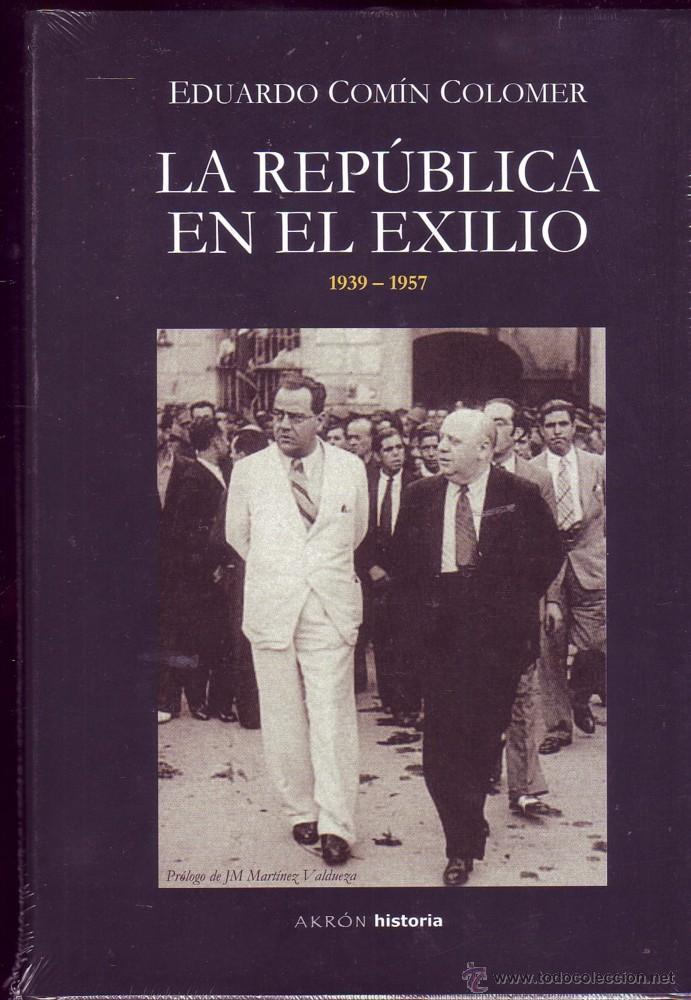 EDUARDO COMÍN COLOMER
LA REPÚBLICA
EN EL EXILIO
1939 – 1957
Prólogo de JM Martínez Valdueza
AKRÓN historia
www.todocoleccion.net